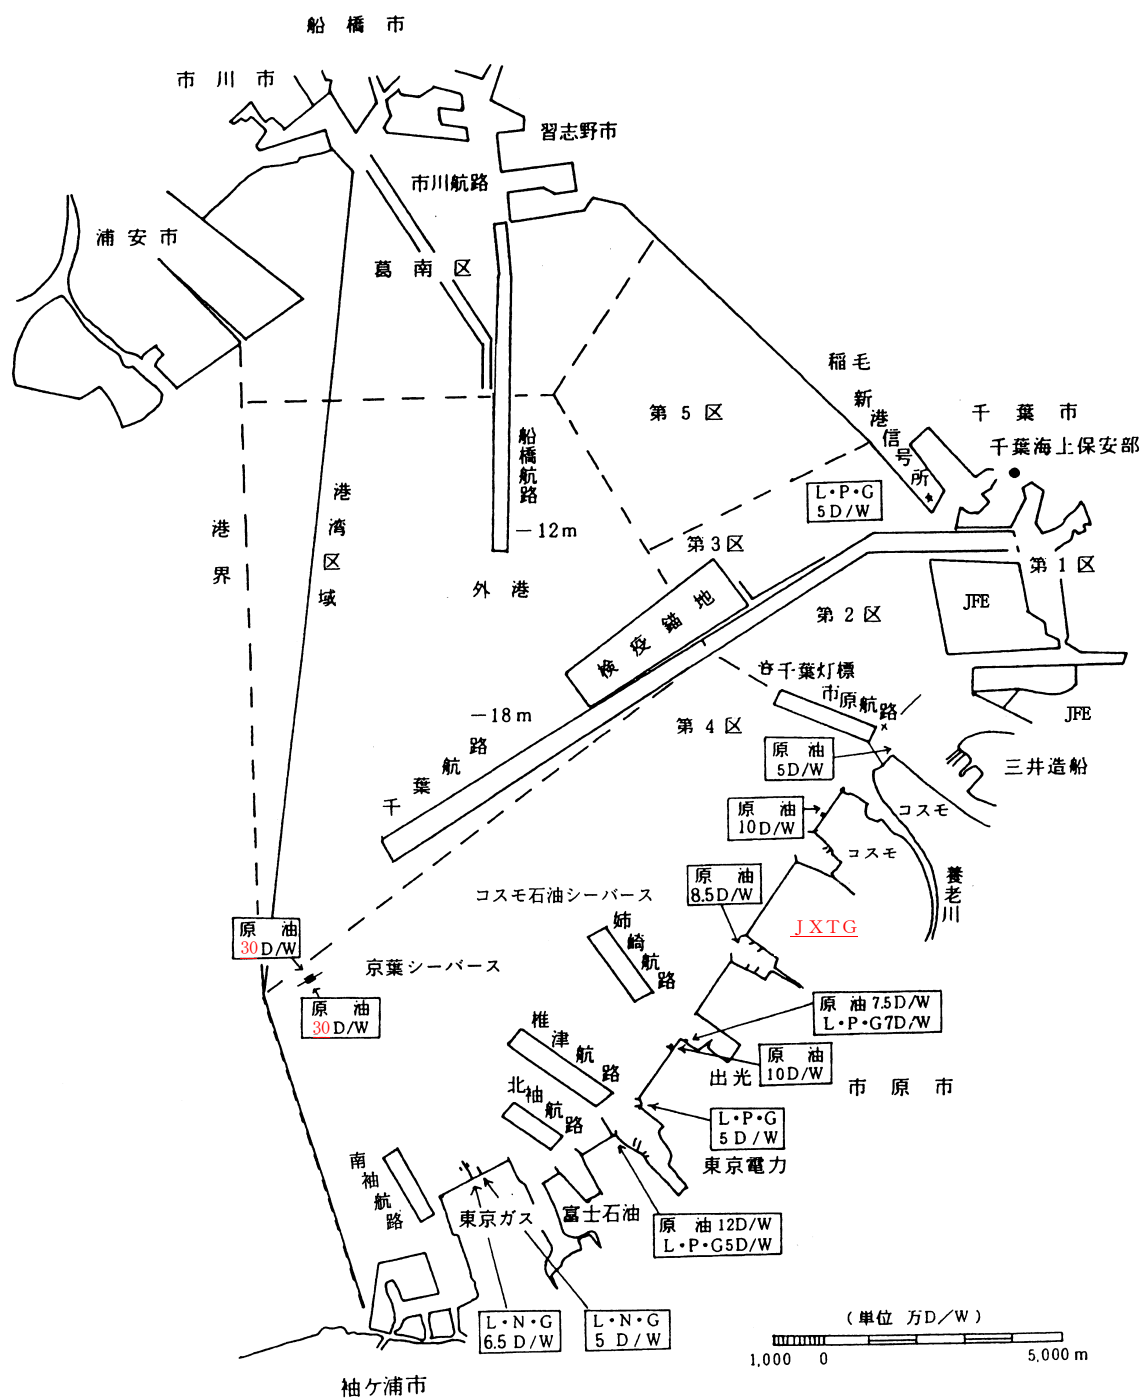 船橋市
市川市
習志野市
市川航路
浦安市
葛南区
稲毛
第5区
千葉市
新港信号所
千葉海上保安部
船橋航路
L・P・G
5D/W
港湾区域
港界
－12m
第3区
第1区
外港
JFE
第2区
検疫錨地
千葉灯標
市原航路
－18m
第4区
JFE
千葉航路
原油
5D/W
三井造船
コスモ
原油
10D/W
コスモ
原油
8.5D/W
養老川
コスモ石油シーバース
JXTG
姉崎航路
原油
30D/W
京葉シーバース
原油
30D/W
原油7.5D/W
L・P・G7D/W
椎津航路
原油
10D/W
出光
市原市
北袖航路
L・P・G
5D/W
東京電力
南袖航路
東京ガス
富士石油
原油12D/W
L・P・G5D/W
L・N・G
6.5D/W
L・N・G
5D/W
(単位 万D/W)
1,000 0 5,000m
袖ケ浦市